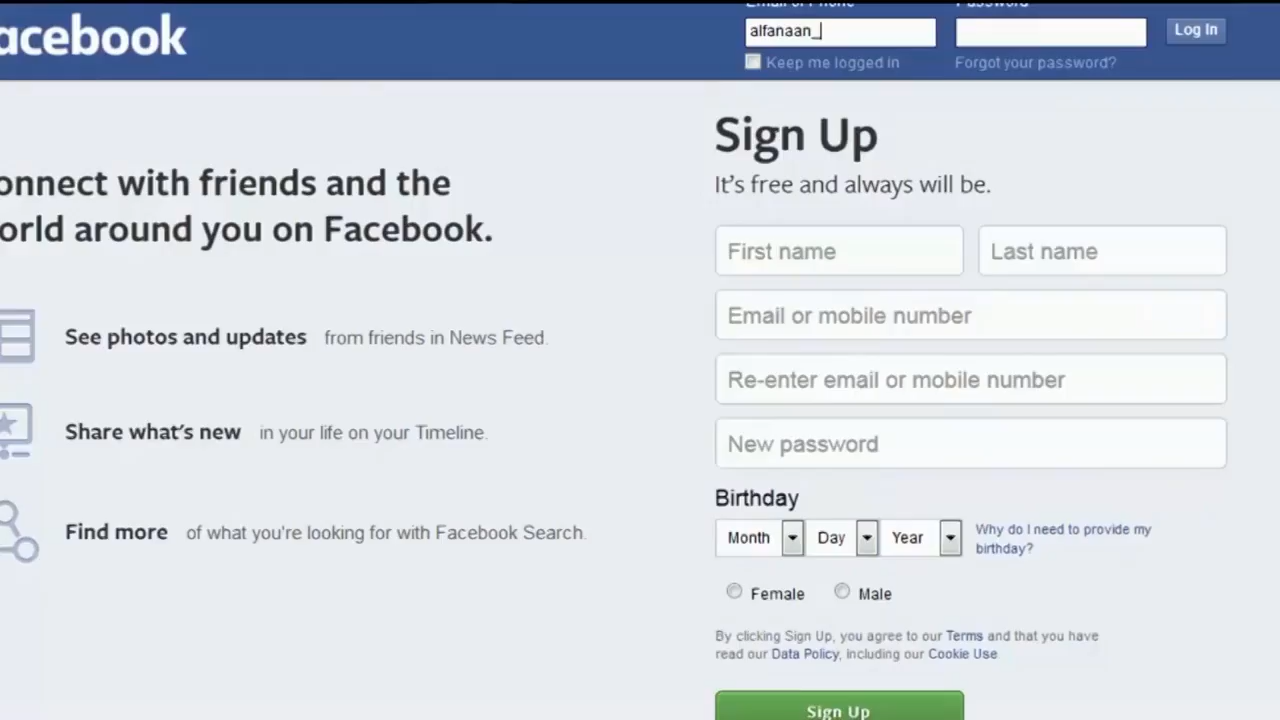 acebook
Email or Phone
Password
alfanaan_
Log In
Keep me logged in
Forgot your password?
Sign Up
It's free and always will be.
onnect with friends and the
orld around you on Facebook.
First name
Last name
Email or mobile number
Re-enter email or mobile number
New password
See photos and updates from friends in News Feed.
Share what's new in your life on your Timeline.
Find more of what you're looking for with Facebook Search.
Birthday
Month
Day
Year
Why do I need to provide my
birthday?
Female
Male
By clicking Sign Up, you agree to our Terms and that you have
read our Data Policy, including our Cookie Use.
Sign Up